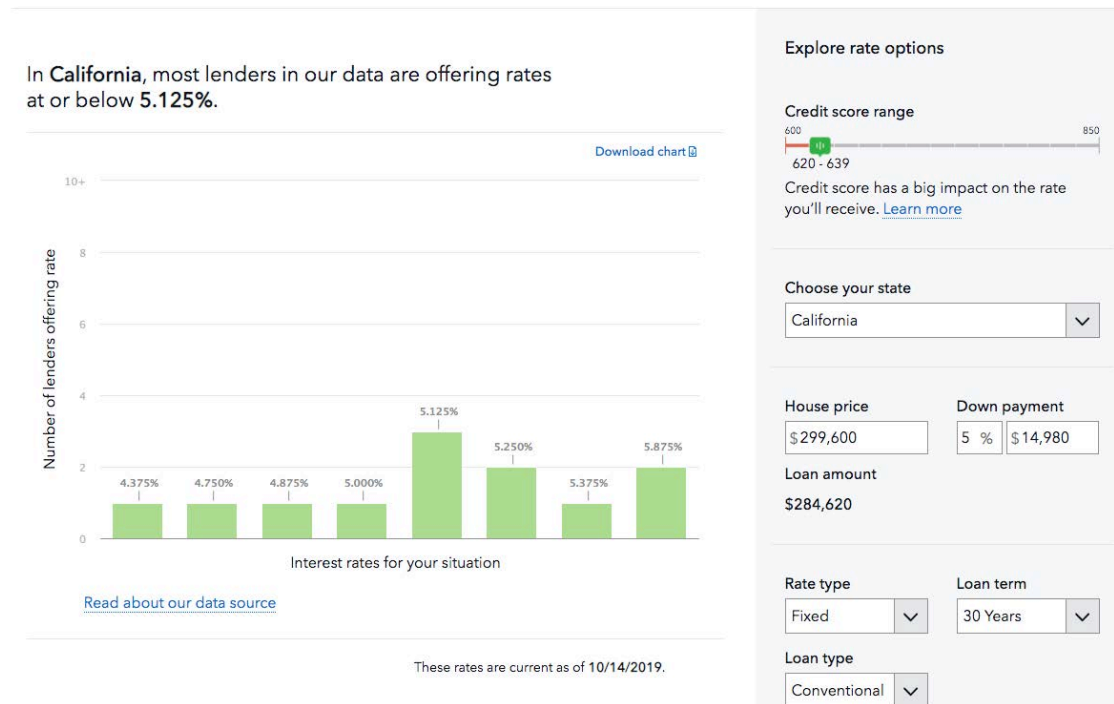 In California, most lenders in our data are offering rates
at or below 5.125%.
Download chart
10+
8
6
4
2
0
Number of lenders offering rate
4.375%
4.750%
4.875%
5.000%
5.125%
5.250%
5.375%
5.875%
Interest rates for your situation
Read about our data source
These rates are current as of 10/14/2019.
Explore rate options
Credit score range
600 850
620 - 639
Credit score has a big impact on the rate
you'll receive. Learn more
Choose your state
California
House price Down payment
$299,600 5 % $14,980
Loan amount
$284,620
Rate type Loan term
Fixed 30 Years
Loan type
Conventional